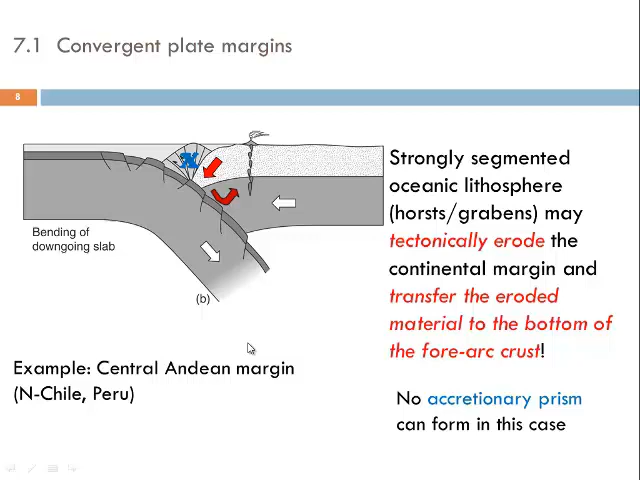 7.1 Convergent plate margins
8
Strongly segmented
oceanic lithosphere
(horsts/grabens) may
tectonically erode the
continental margin and
transfer the eroded
material to the bottom of
the fore-arc crust!
Bending of
downgoing slab
(b)
Example: Central Andean margin
(N-Chile, Peru)
No accretionary prism
can form in this case